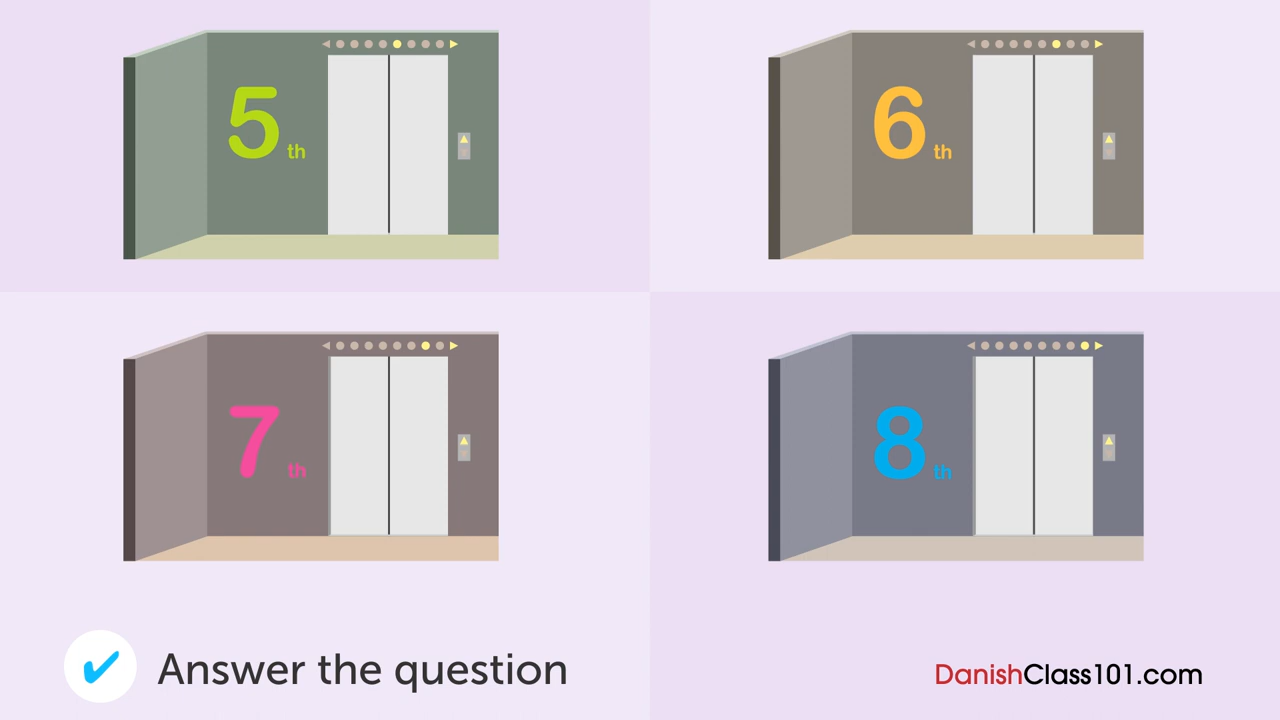 5th
6th
7th
8th
Answer the question
DanishClass101.com